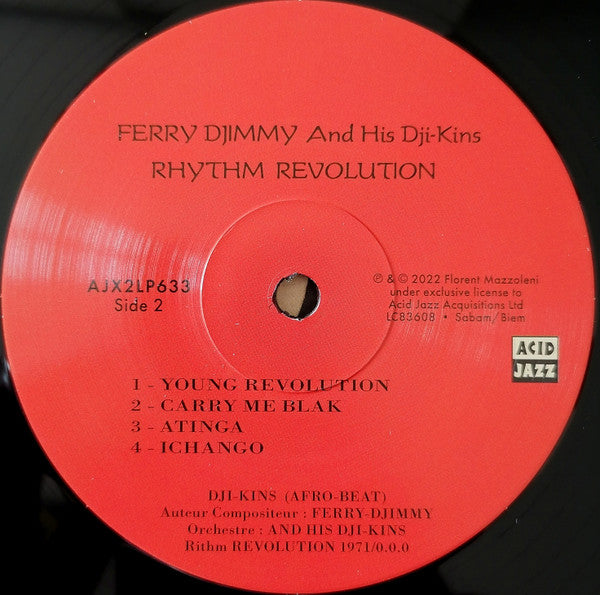 FERRY DJIMMY And His Dji-Kins
RHYTHM REVOLUTION
AJX2LP633
Side 2
℗ & © 2022 Florent Mazzoleni
under exclusive license to
Acid Jazz Acquisitions Ltd
LC83608 • Sabam/Biem
ACID
JAZZ
1 - YOUNG REVOLUTION
2 - CARRY ME BLAK
3 - ATINGA
4 - ICHANGO
DJI-KINS (AFRO-BEAT)
Auteur Compositeur : FERRY-DJIMMY
Orchestre : AND HIS DJI-KINS
Rithm REVOLUTION 1971/0.0.0